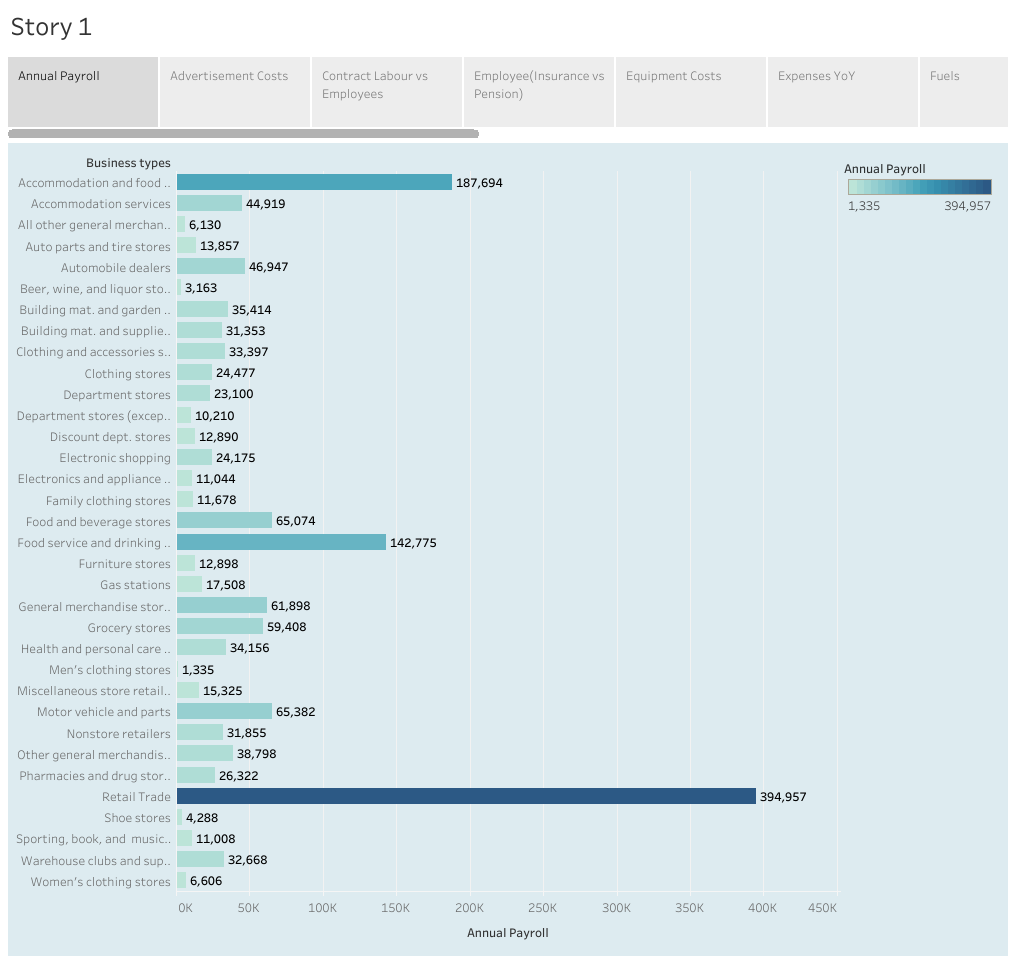 Story 1
Annual Payroll
Advertisement Costs
Contract Labour vs
Employees
Employee(Insurance vs
Pension)
Equipment Costs
Expenses YoY
Fuels
Business types
Annual Payroll
1,335 394,957
Accommodation and food .. 187,694
Accommodation services 44,919
All other general merchan.. 6,130
Auto parts and tire stores 13,857
Automobile dealers 46,947
Beer, wine, and liquor sto.. 3,163
Building mat. and garden .. 35,414
Building mat. and supplie.. 31,353
Clothing and accessories s.. 33,397
Clothing stores 24,477
Department stores 23,100
Department stores (excep.. 10,210
Discount dept. stores 12,890
Electronic shopping 24,175
Electronics and appliance .. 11,044
Family clothing stores 11,678
Food and beverage stores 65,074
Food service and drinking .. 142,775
Furniture stores 12,898
Gas stations 17,508
General merchandise stor.. 61,898
Grocery stores 59,408
Health and personal care .. 34,156
Men's clothing stores 1,335
Miscellaneous store retail.. 15,325
Motor vehicle and parts 65,382
Nonstore retailers 31,855
Other general merchandis.. 38,798
Pharmacies and drug stor.. 26,322
Retail Trade 394,957
Shoe stores 4,288
Sporting, book, and music.. 11,008
Warehouse clubs and sup.. 32,668
Women's clothing stores 6,606
0K 50K 100K 150K 200K 250K 300K 350K 400K 450K
Annual Payroll